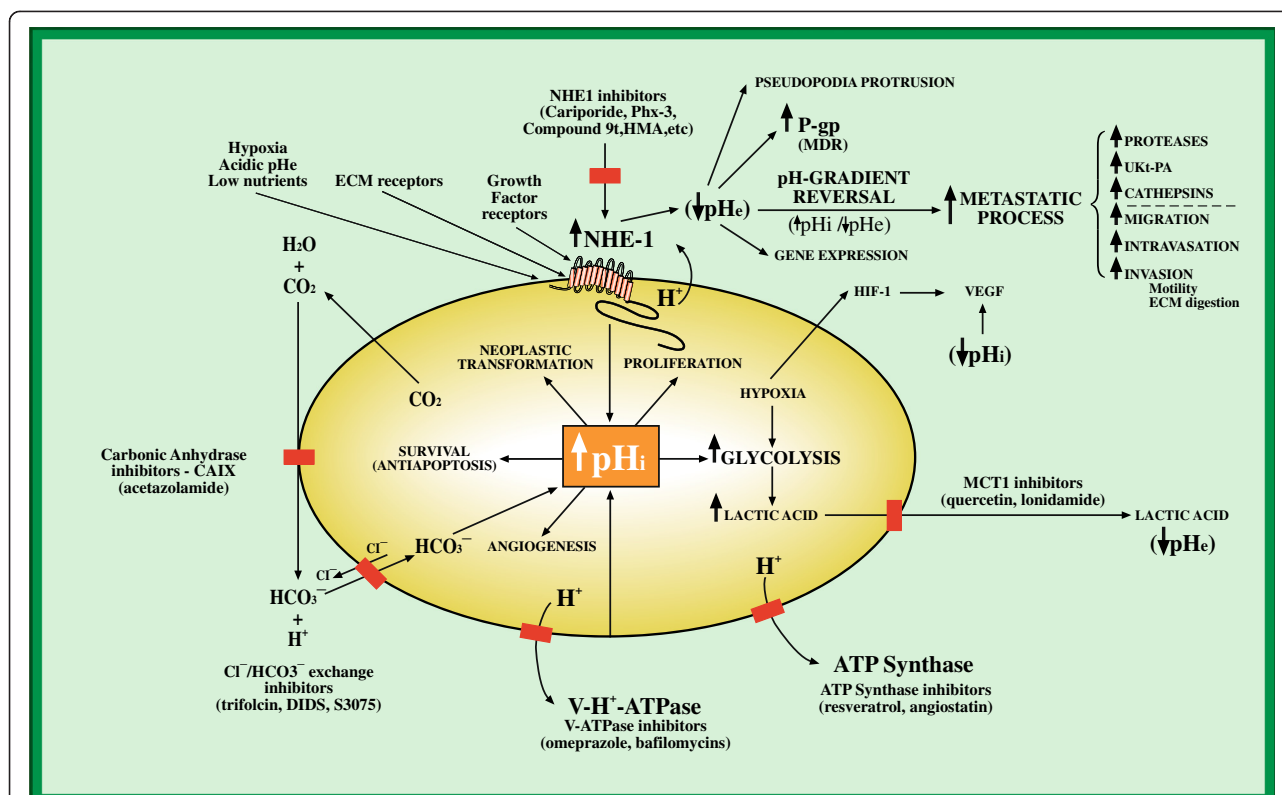 NHE1 inhibitors
(Cariporide, Phx-3,
Compound 9t,HMA,etc)
PSEUDOPODIA PROTRUSION
P-gp
(MDR)
Hypoxia
Acidic pHe
Low nutrients
ECM receptors
Growth
Factor
receptors
NHE-1
(↓pHe)
pH-GRADIENT
REVERSAL
(↑pHi /↓pHe)
GENE EXPRESSION
METASTATIC
PROCESS
PROTEASES
UKt-PA
CATHEPSINS
MIGRATION
INTRAVASATION
INVASION
Motility
ECM digestion
H2O
+
CO2
H⁺
HIF-1
VEGF
(↓pHi)
NEOPLASTIC
TRANSFORMATION
PROLIFERATION
HYPOXIA
CO2
Carbonic Anhydrase
inhibitors - CAIX
(acetazolamide)
SURVIVAL
(ANTIAPOPTOSIS)
↑pHi
↑GLYCOLYSIS
↑LACTIC ACID
MCT1 inhibitors
(quercetin, lonidamide)
LACTIC ACID
(↓pHe)
Cl⁻
HCO3⁻
ANGIOGENESIS
Cl⁻
HCO3⁻
+
H⁺
Cl⁻/HCO3⁻ exchange
inhibitors
(trifolcin, DIDS, S3075)
H⁺
V-H⁺-ATPase
V-ATPase inhibitors
(omeprazole, bafilomycins)
H⁺
ATP Synthase
ATP Synthase inhibitors
(resveratrol, angiostatin)